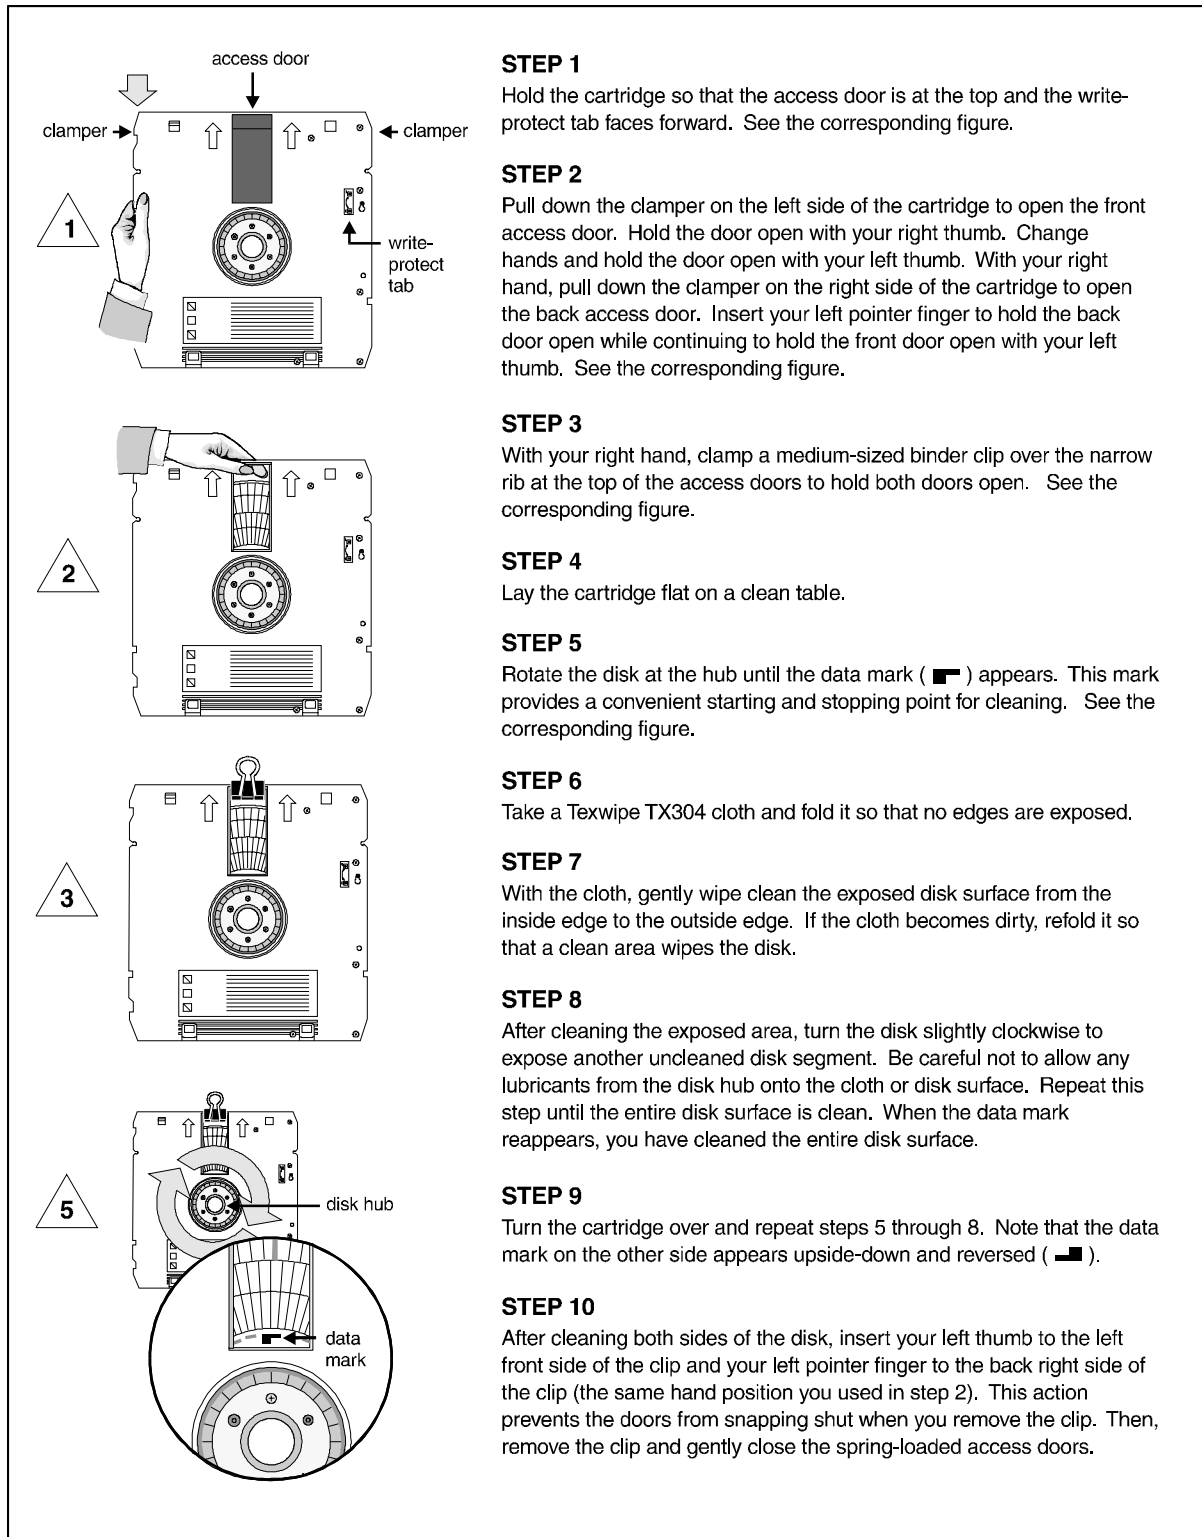 access door
clamper
clamper
1
write-
protect
tab
2
3
5
disk hub
data
mark
STEP 1
Hold the cartridge so that the access door is at the top and the write-
protect tab faces forward. See the corresponding figure.
STEP 2
Pull down the clamper on the left side of the cartridge to open the front
access door. Hold the door open with your right thumb. Change
hands and hold the door open with your left thumb. With your right
hand, pull down the clamper on the right side of the cartridge to open
the back access door. Insert your left pointer finger to hold the back
door open while continuing to hold the front door open with your left
thumb. See the corresponding figure.
STEP 3
With your right hand, clamp a medium-sized binder clip over the narrow
rib at the top of the access doors to hold both doors open. See the
corresponding figure.
STEP 4
Lay the cartridge flat on a clean table.
STEP 5
Rotate the disk at the hub until the data mark ( ) appears. This mark
provides a convenient starting and stopping point for cleaning. See the
corresponding figure.
STEP 6
Take a Texwipe TX304 cloth and fold it so that no edges are exposed.
STEP 7
With the cloth, gently wipe clean the exposed disk surface from the
inside edge to the outside edge. If the cloth becomes dirty, refold it so
that a clean area wipes the disk.
STEP 8
After cleaning the exposed area, turn the disk slightly clockwise to
expose another uncleaned disk segment. Be careful not to allow any
lubricants from the disk hub onto the cloth or disk surface. Repeat this
step until the entire disk surface is clean. When the data mark
reappears, you have cleaned the entire disk surface.
STEP 9
Turn the cartridge over and repeat steps 5 through 8. Note that the data
mark on the other side appears upside-down and reversed ( ).
STEP 10
After cleaning both sides of the disk, insert your left thumb to the left
front side of the clip and your left pointer finger to the back right side of
the clip (the same hand position you used in step 2). This action
prevents the doors from snapping shut when you remove the clip. Then,
remove the clip and gently close the spring-loaded access doors.